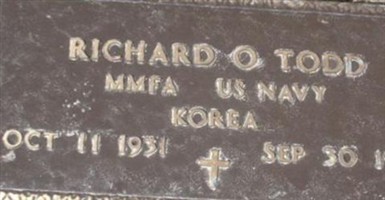 RICHARD O TODD
MMFA US NAVY
KOREA
OCT 11 1931 SEP 30